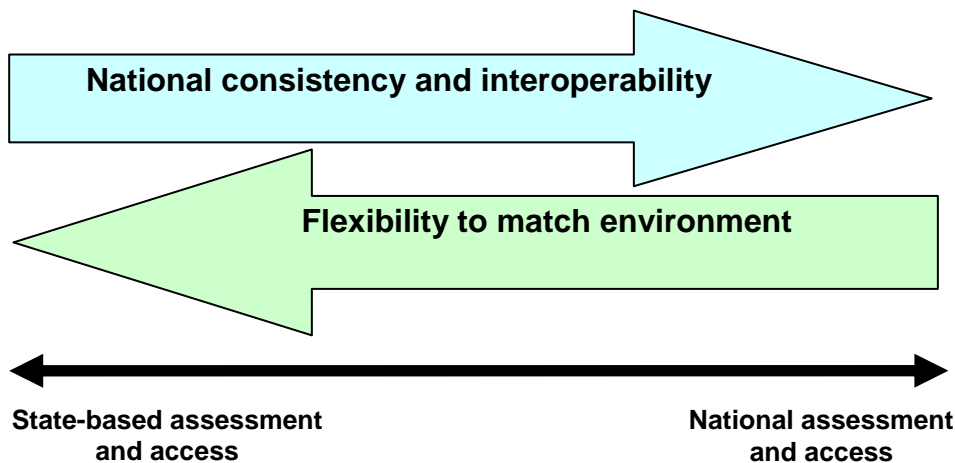 National consistency and interoperability
Flexibility to match environment
State-based assessment
and access
National assessment
and access